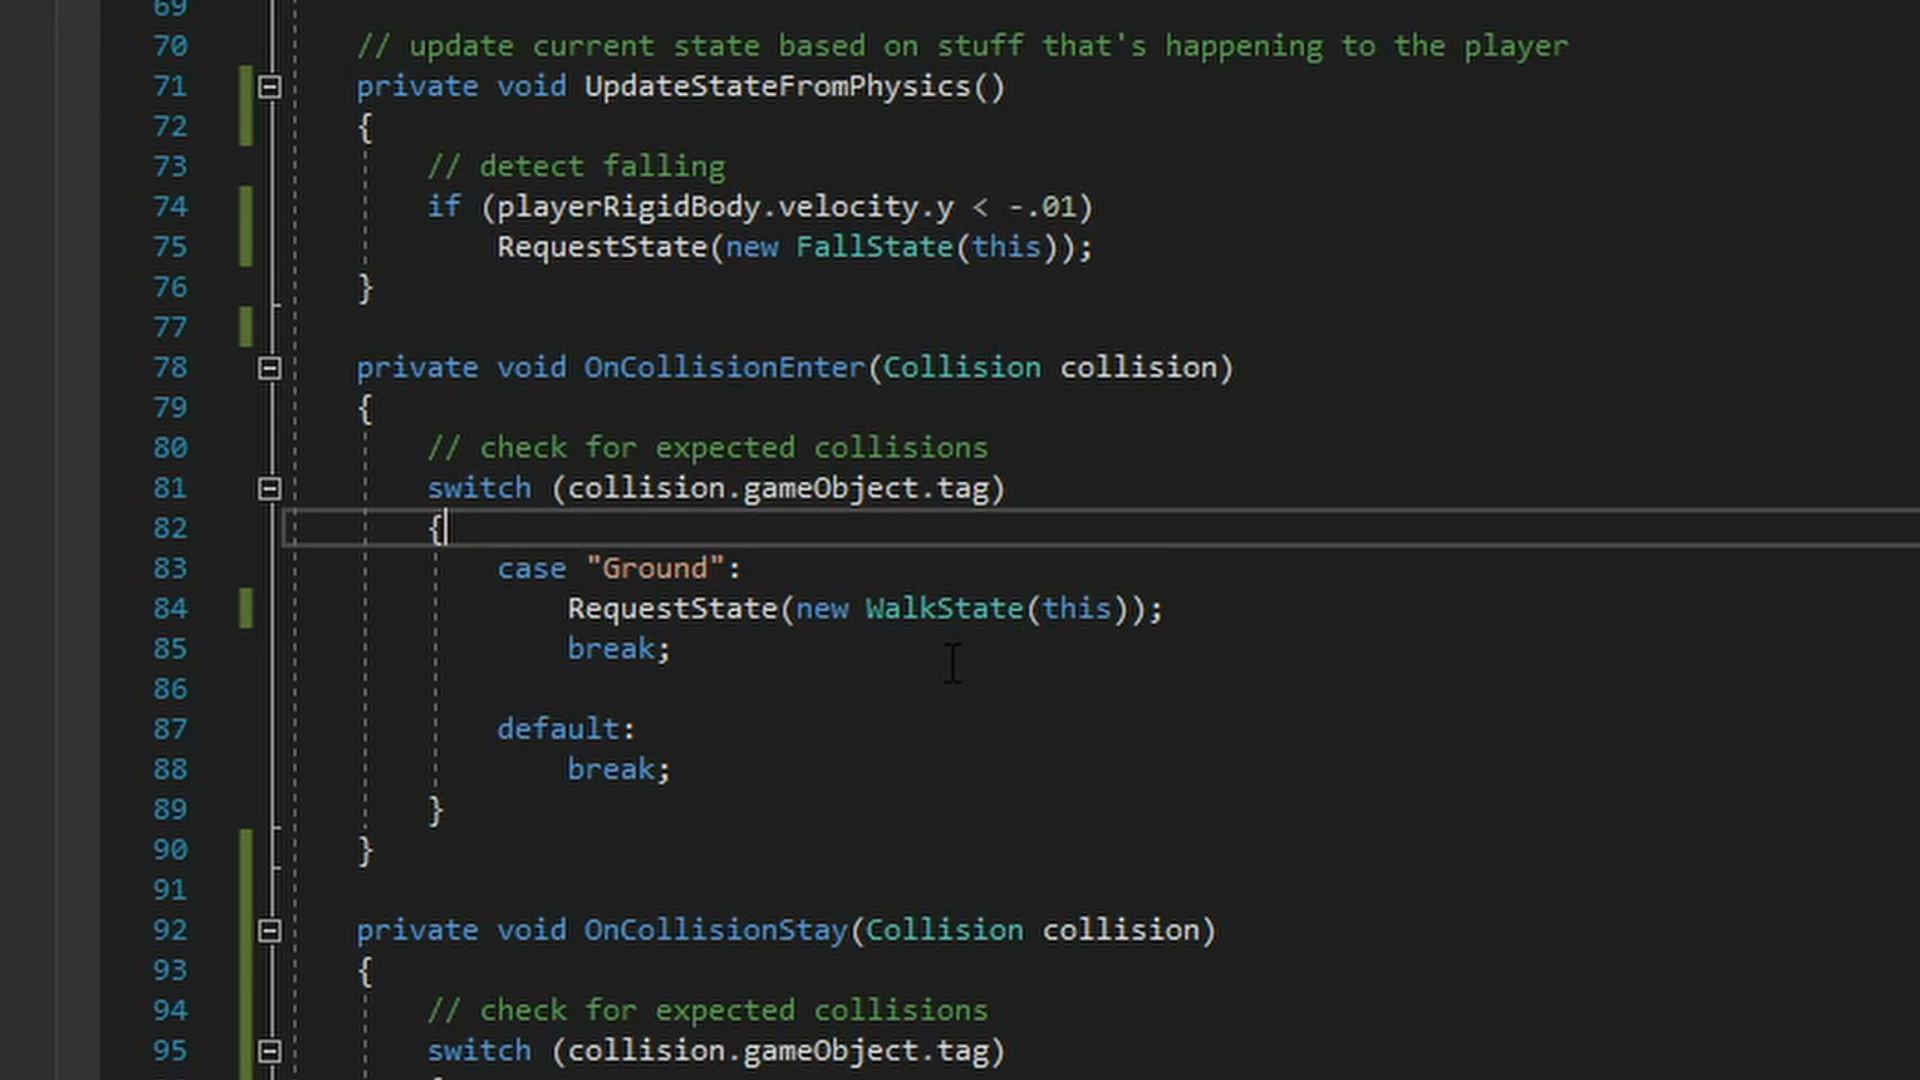 69
70 // update current state based on stuff that's happening to the player
71 private void UpdateStateFromPhysics()
72 {
73 // detect falling
74 if (playerRigidBody.velocity.y < -.01)
75 RequestState(new FallState(this));
76 }
77
78 private void OnCollisionEnter(Collision collision)
79 {
80 // check for expected collisions
81 switch (collision.gameObject.tag)
82 {
83 case "Ground":
84 RequestState(new WalkState(this));
85 break;
86
87 default:
88 break;
89 }
90 }
91
92 private void OnCollisionStay(Collision collision)
93 {
94 // check for expected collisions
95 switch (collision.gameObject.tag)